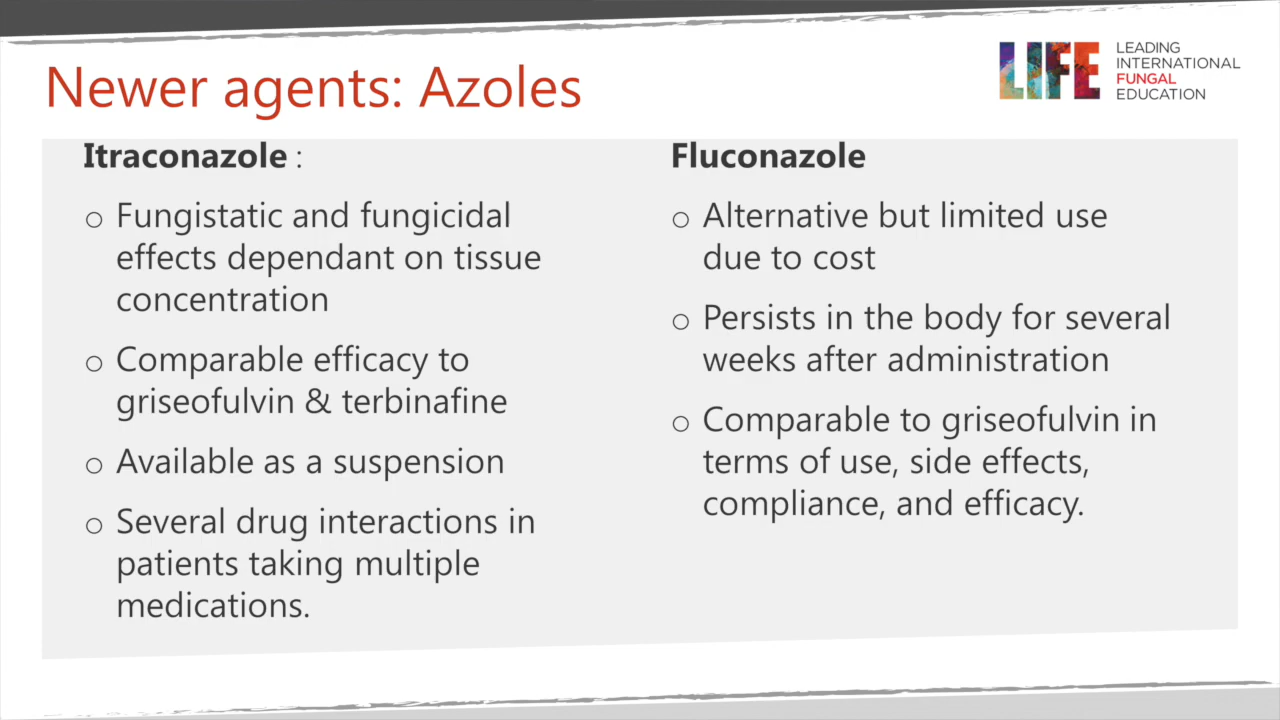 Newer agents: Azoles
LIFE
LEADING
INTERNATIONAL
FUNGAL
EDUCATION
Itraconazole :
o Fungistatic and fungicidal
effects dependant on tissue
concentration
o Comparable efficacy to
griseofulvin & terbinafine
o Available as a suspension
o Several drug interactions in
patients taking multiple
medications.
Fluconazole
o Alternative but limited use
due to cost
o Persists in the body for several
weeks after administration
o Comparable to griseofulvin in
terms of use, side effects,
compliance, and efficacy.